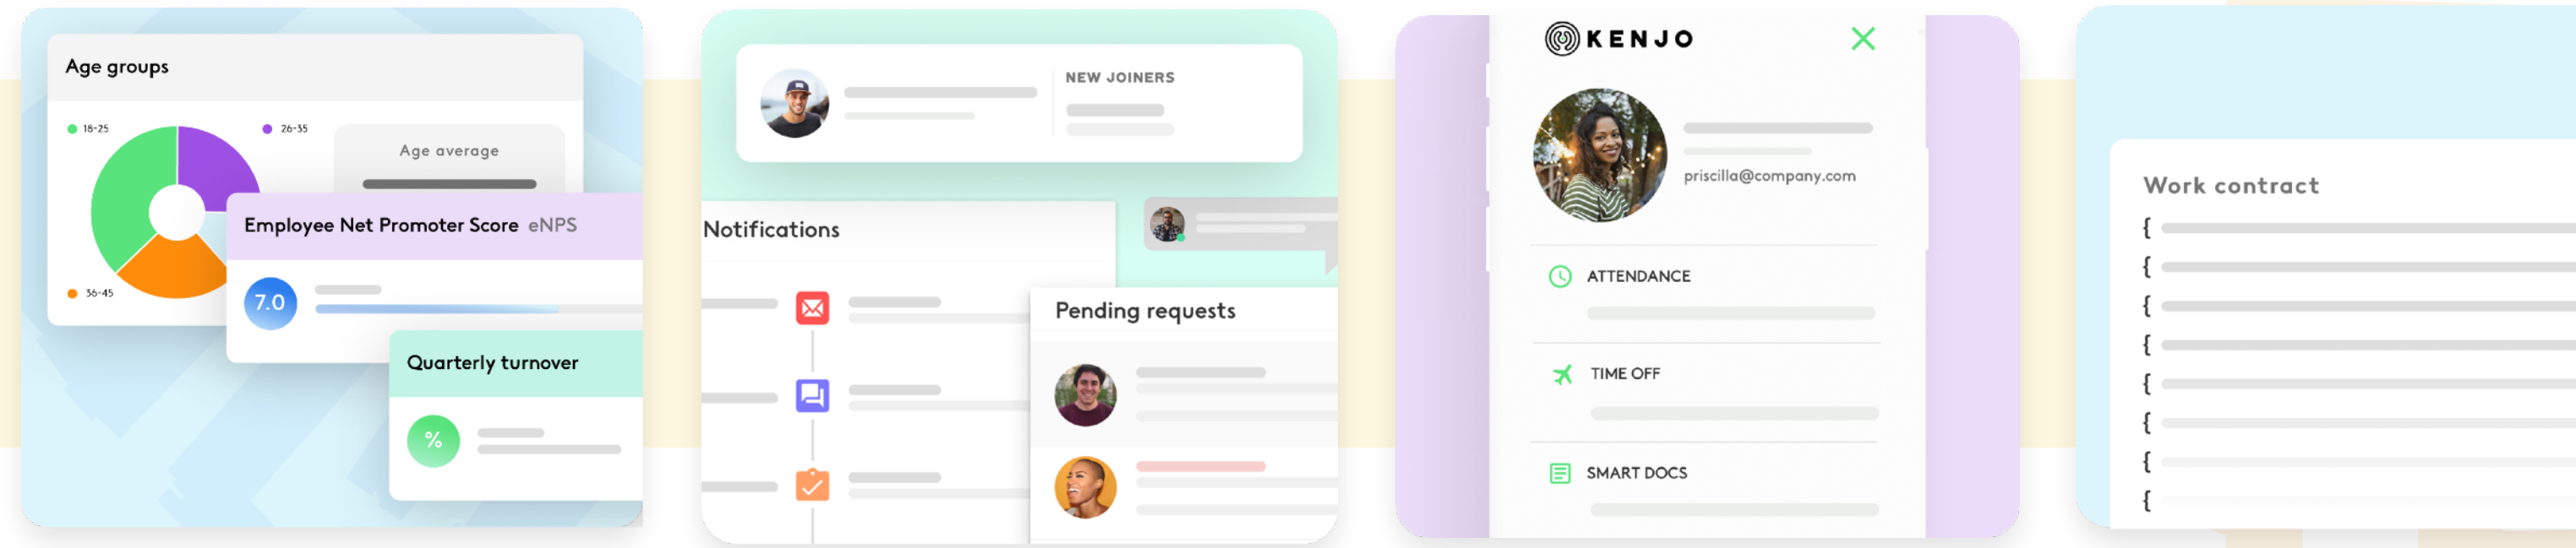 Age groups
18-25
26-35
Age average
Employee Net Promoter Score eNPS
36-45
7.0
Quarterly turnover
%
NEW JOINERS
Notifications
Pending requests
KENJO
priscilla@company.com
ATTENDANCE
TIME OFF
SMART DOCS
Work contract
{
{
{
{
{
{
{
{